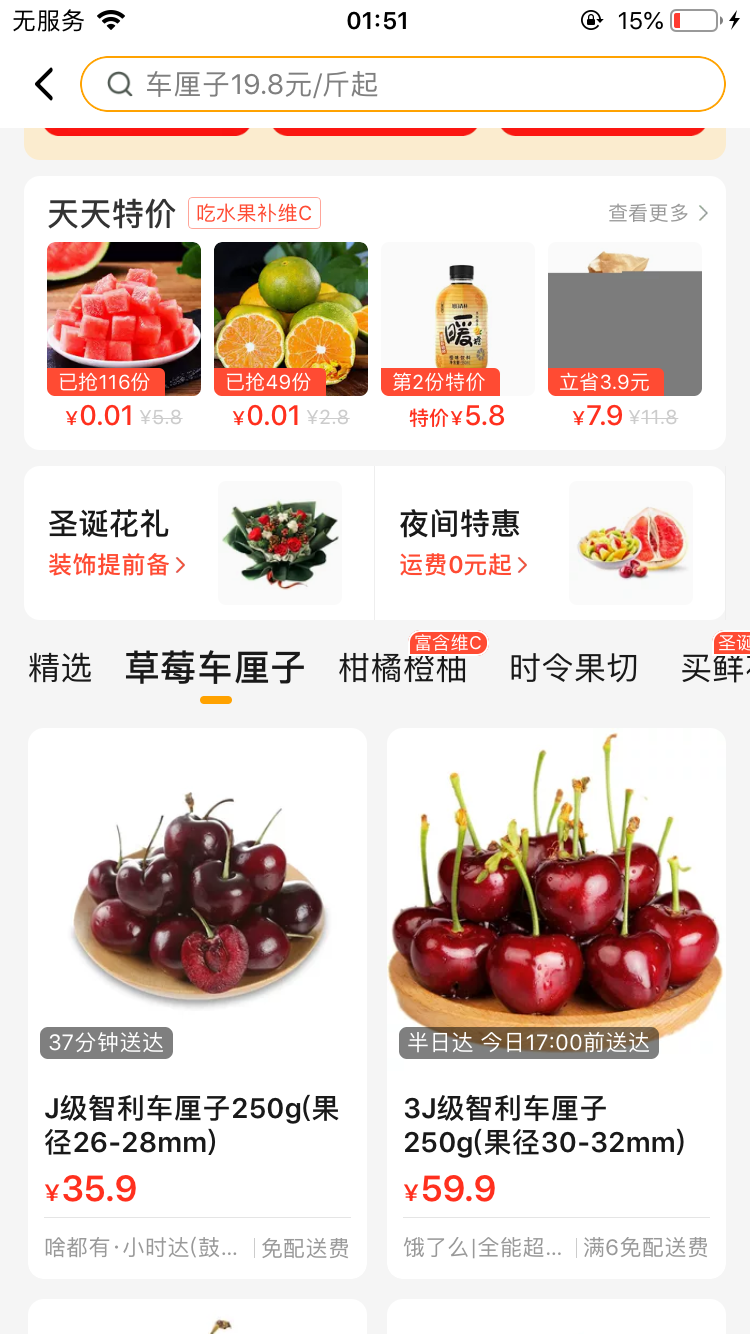 无服务 01:51 15%
车厘子19.8元/斤起
天天特价 吃水果补维C 查看更多
已抢116份 已抢49份 第2份特价 立省3.9元
¥0.01 ¥5.8 ¥0.01 ¥2.8 特价¥5.8 ¥7.9 ¥11.8
圣诞花礼 夜间特惠
装饰提前备 运费0元起
富含维C 圣诞
精选 草莓车厘子 柑橘橙柚 时令果切 买鲜
37分钟送达 半日达 今日17:00前送达
J级智利车厘子250g(果
径26-28mm)
¥35.9
啥都有·小时达(鼓... 免配送费
3J级智利车厘子
250g(果径30-32mm)
¥59.9
饿了么|全能超... 满6免配送费